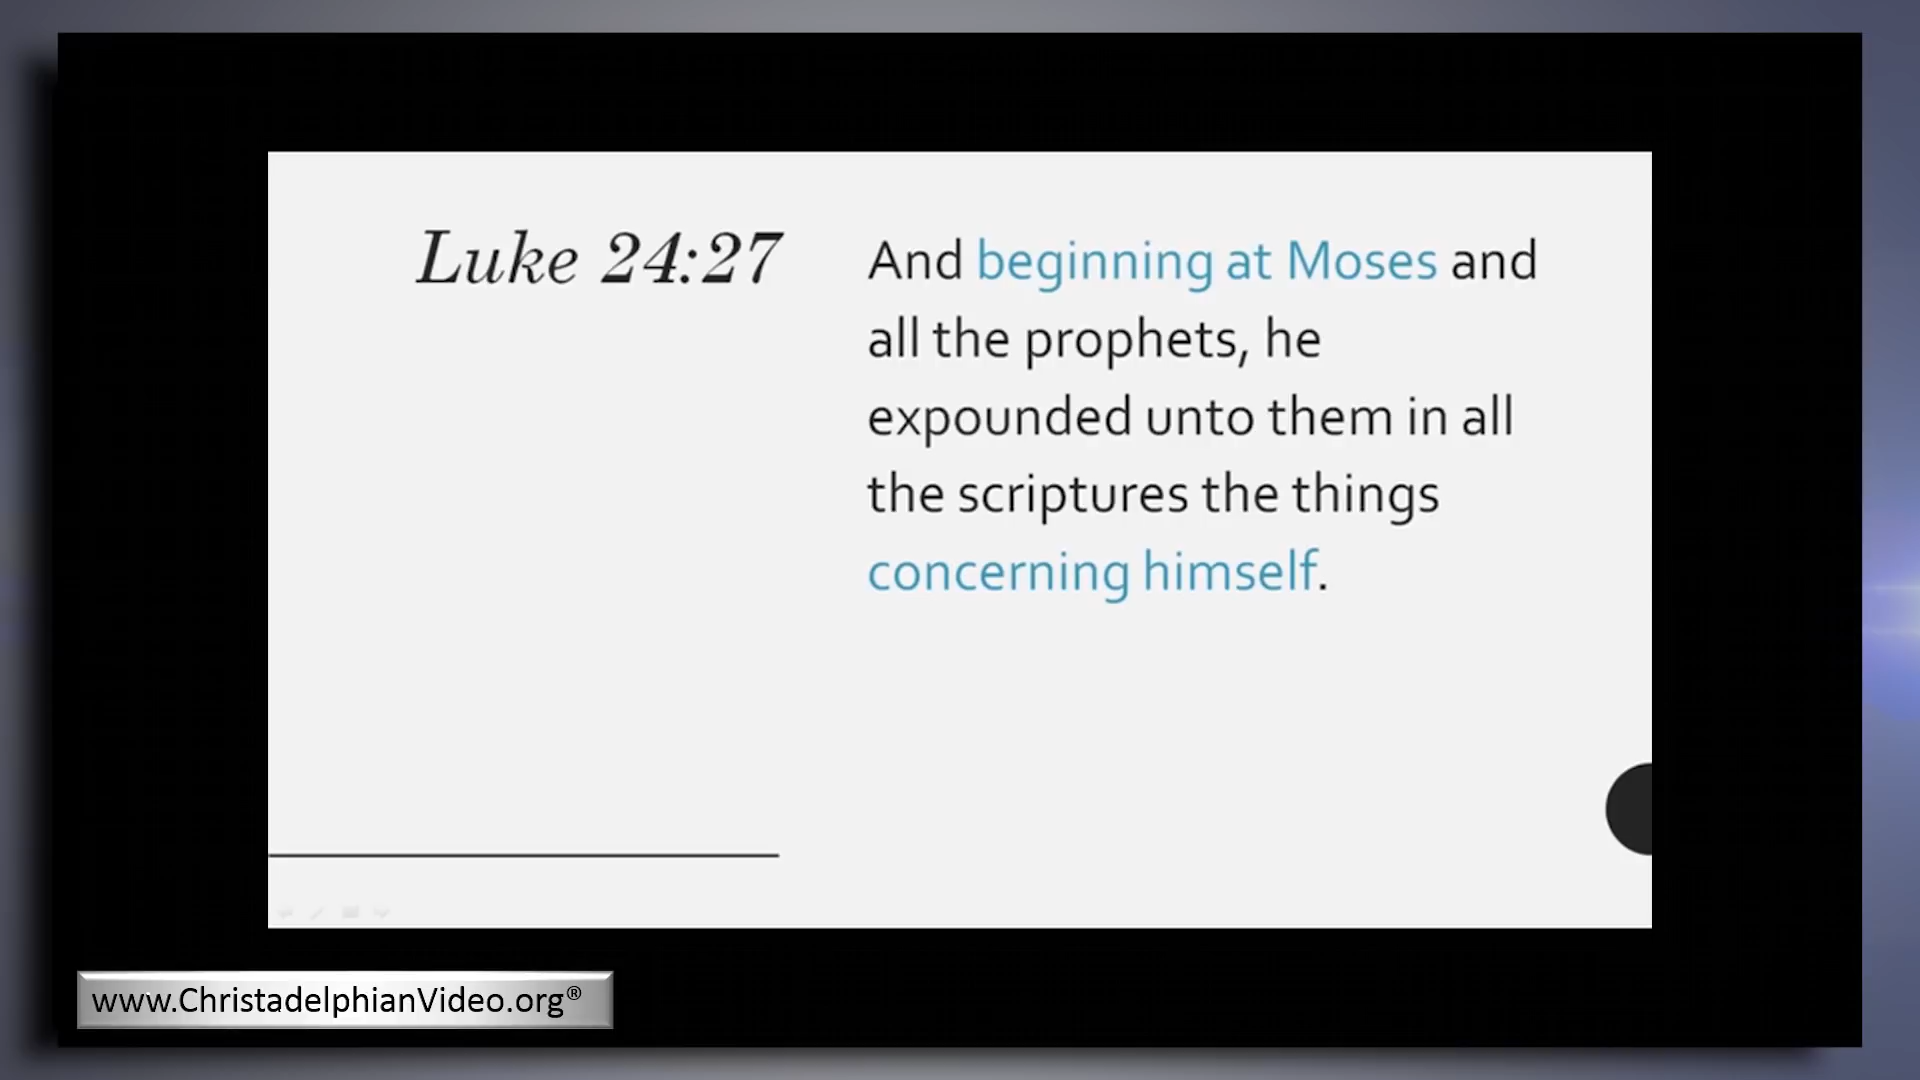 Luke 24:27
And beginning at Moses and
all the prophets, he
expounded unto them in all
the scriptures the things
concerning himself.
www.ChristadelphianVideo.org®